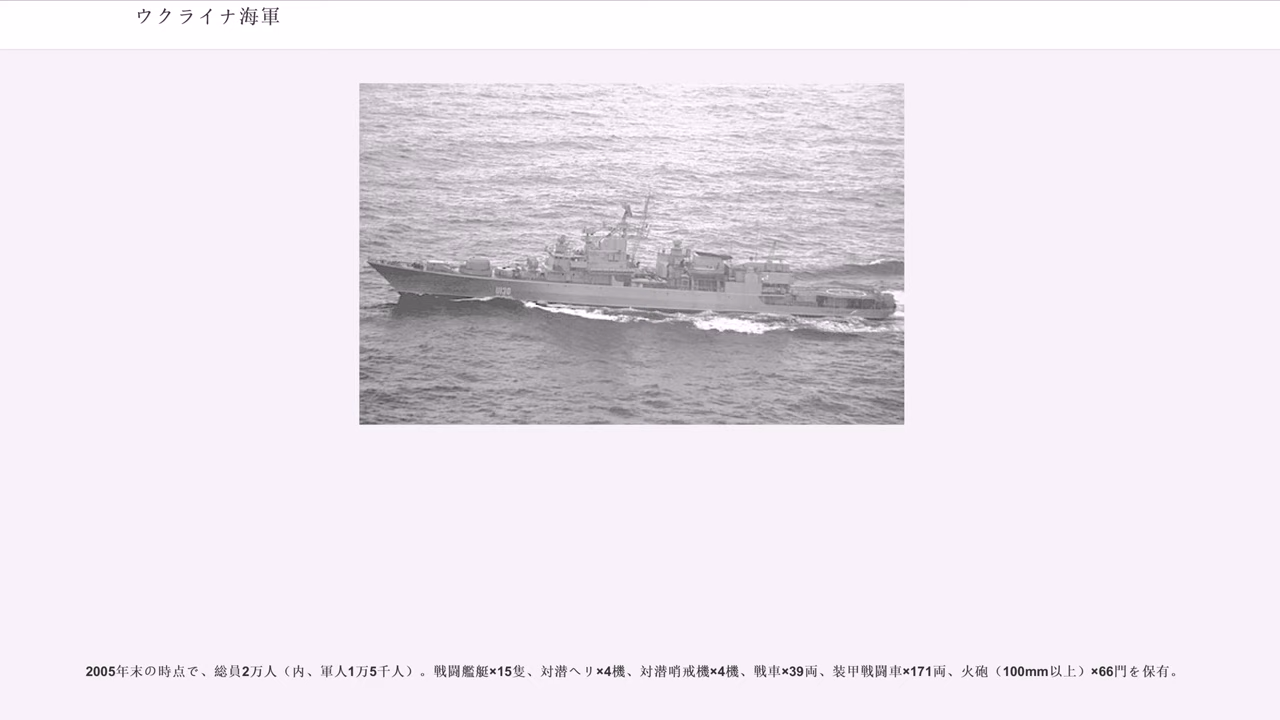 ウクライナ海軍
U130
2005年末の時点で、総員2万人（内、軍人1万5千人）。戦闘艦艇×15隻、対潜ヘリ×4機、対潜哨戒機×4機、戦車×39両、装甲戦闘車×171両、火砲（100mm以上）×66門を保有。